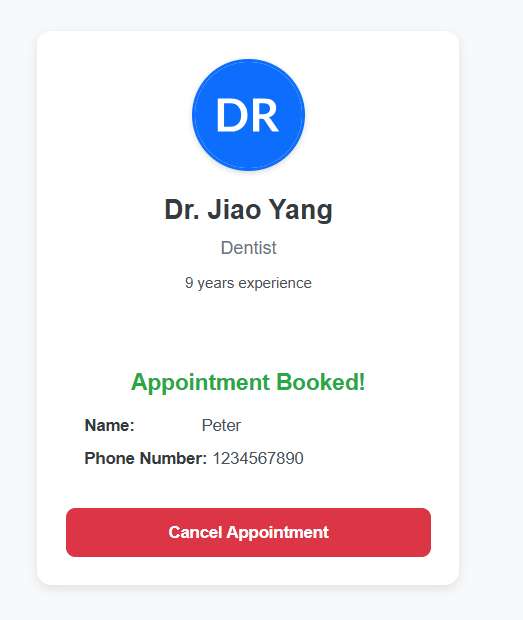 DR
Dr. Jiao Yang
Dentist
9 years experience
Appointment Booked!
Name: Peter
Phone Number: 1234567890
Cancel Appointment